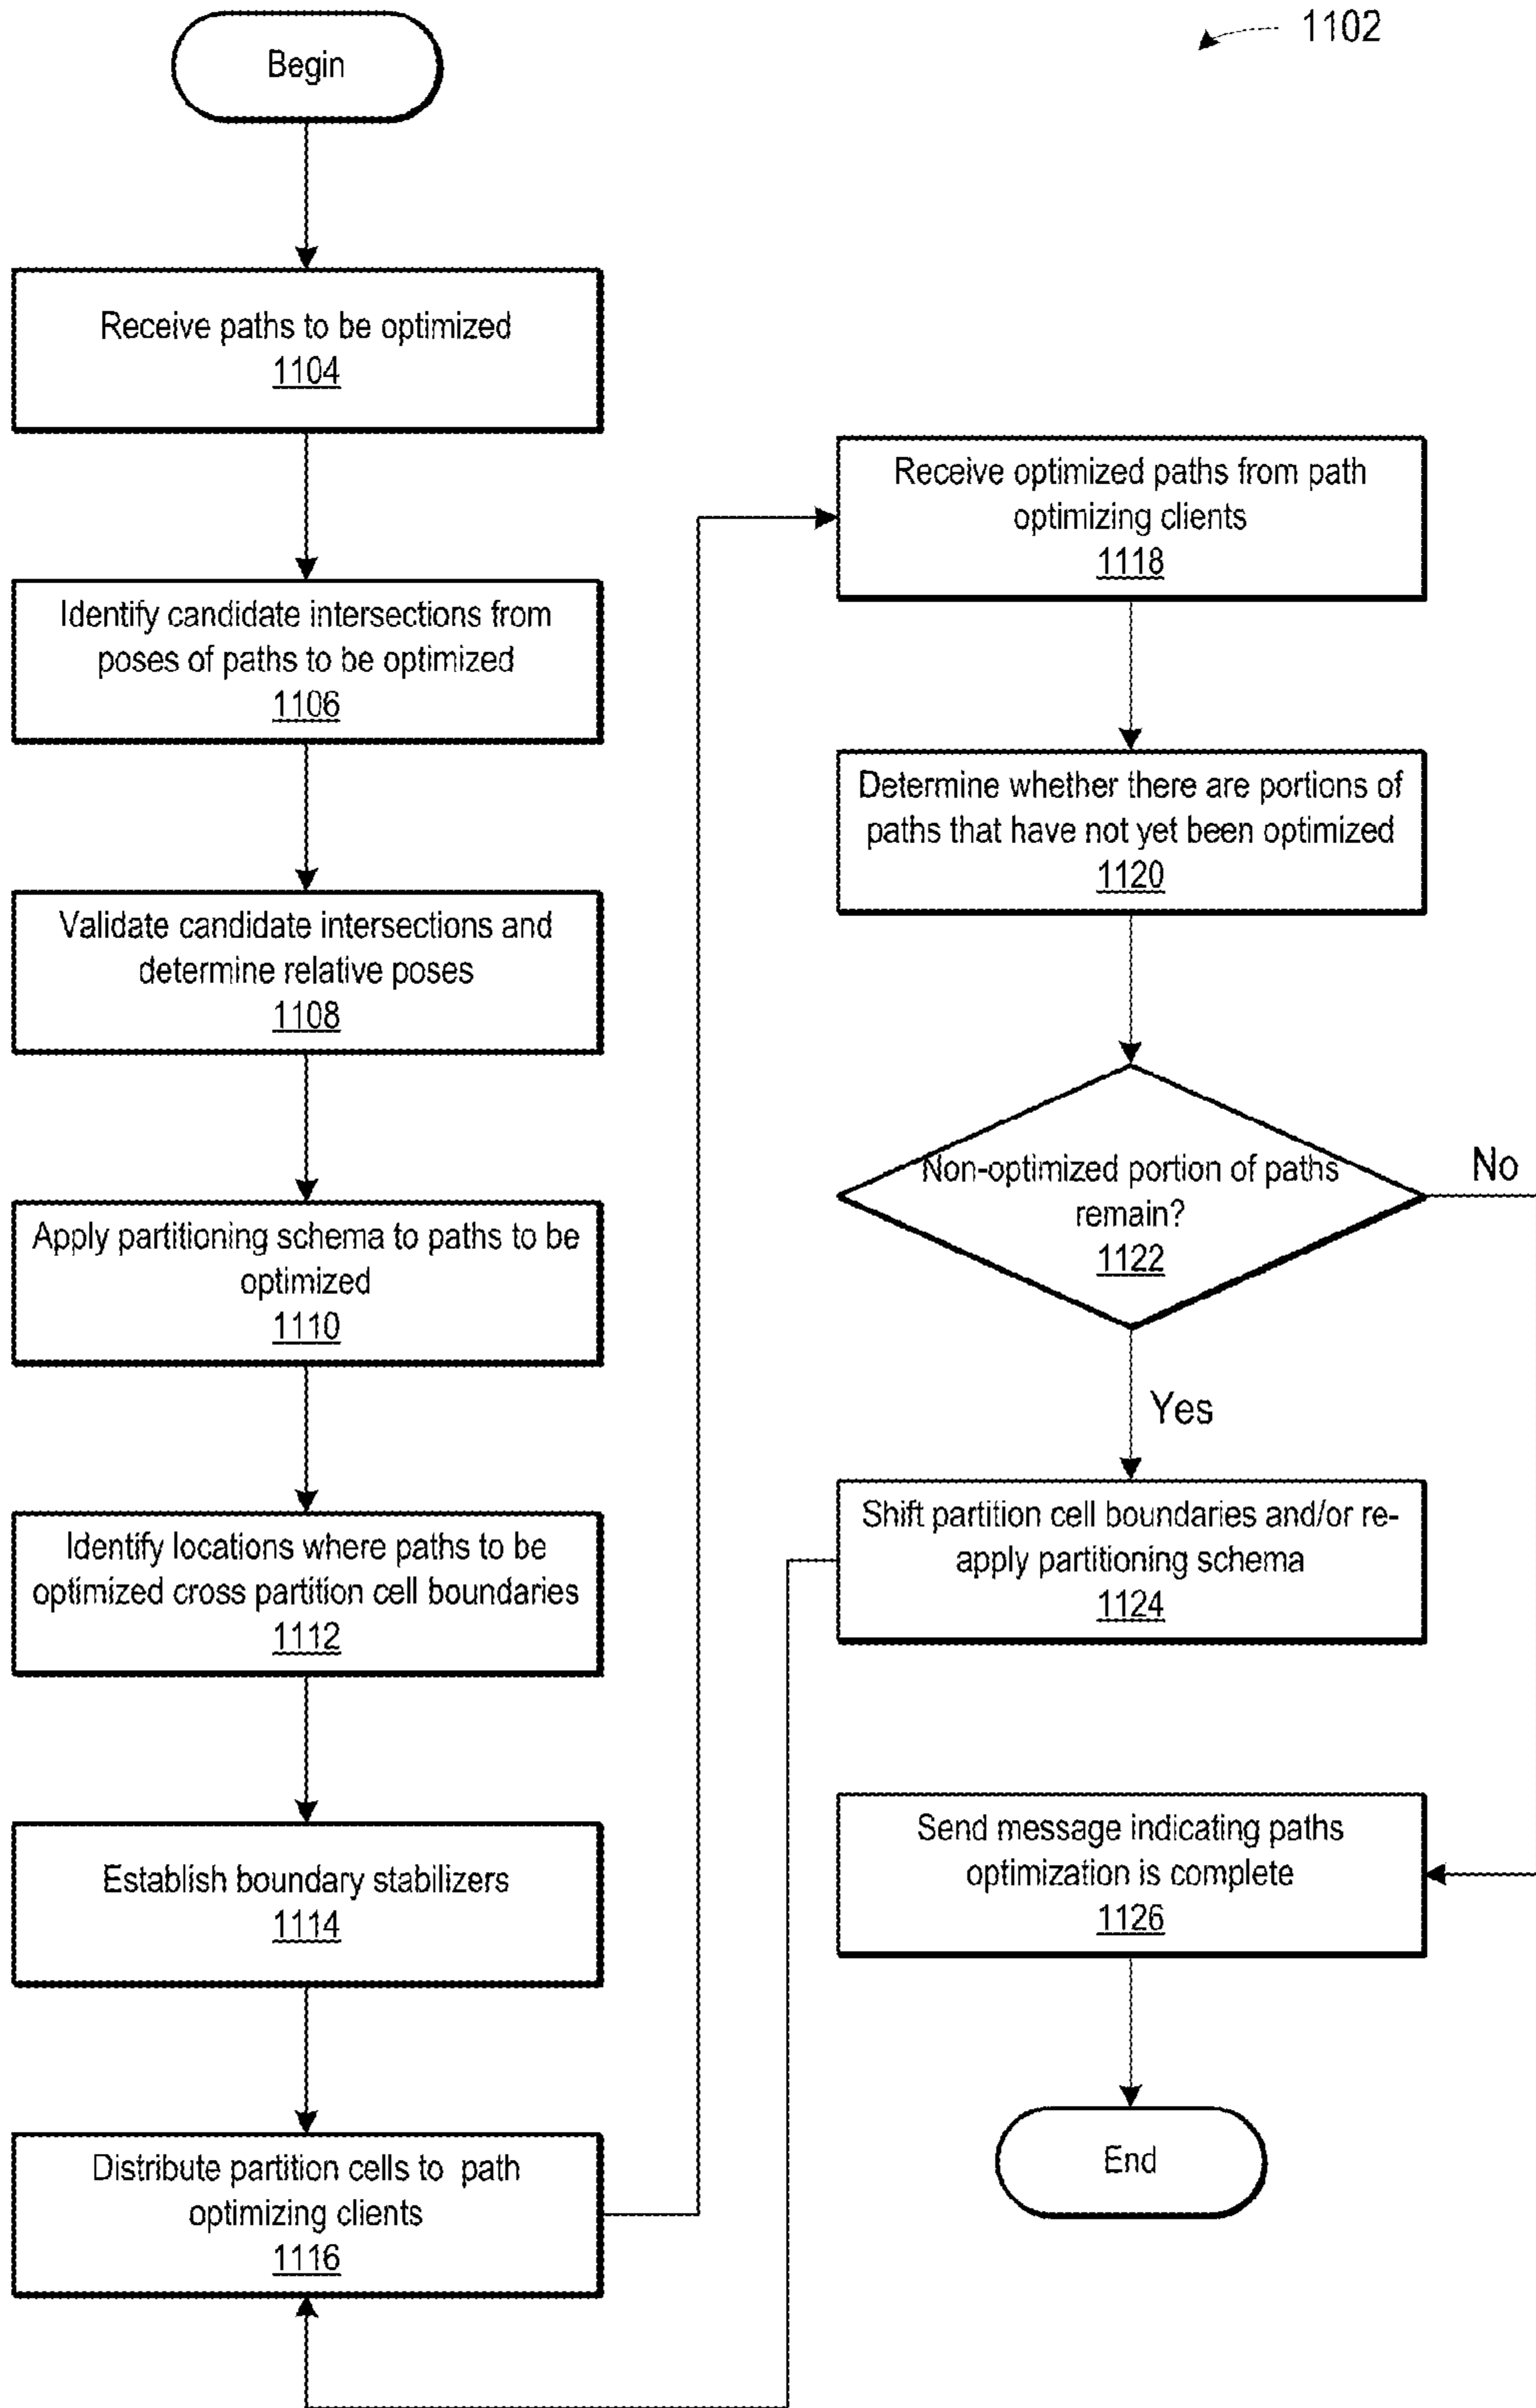 1102
Begin
Receive paths to be optimized
1104
Identify candidate intersections from
poses of paths to be optimized
1106
Validate candidate intersections and
determine relative poses
1108
Apply partitioning schema to paths to be
optimized
1110
Identify locations where paths to be
optimized cross partition cell boundaries
1112
Establish boundary stabilizers
1114
Distribute partition cells to path
optimizing clients
1116
Receive optimized paths from path
optimizing clients
1118
Determine whether there are portions of
paths that have not yet been optimized
1120
Non-optimized portion of paths
remain?
1122
No
Yes
Shift partition cell boundaries and/or re-
apply partitioning schema
1124
Send message indicating paths
optimization is complete
1126
End